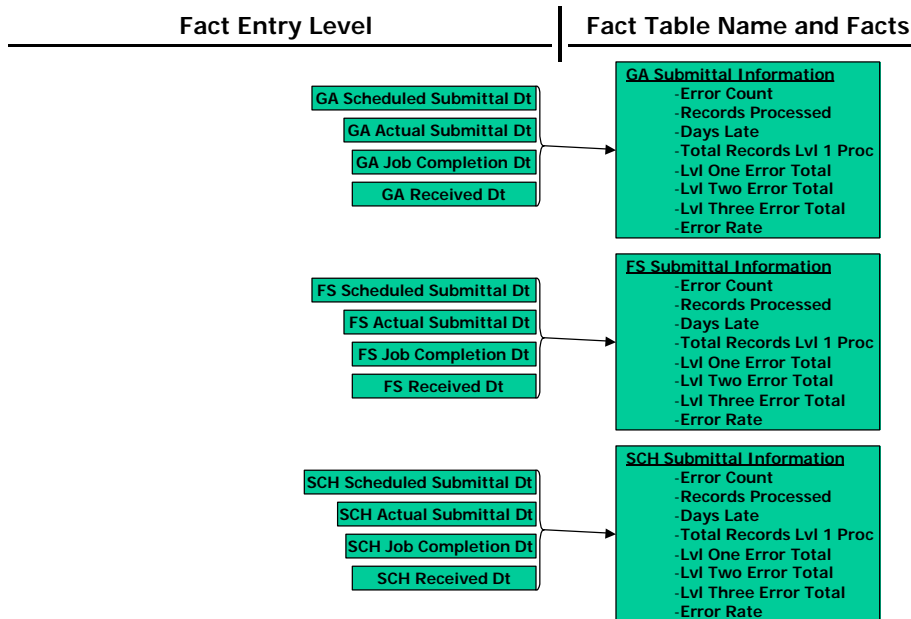 Fact Entry Level
Fact Table Name and Facts
GA Scheduled Submittal Dt
GA Actual Submittal Dt
GA Job Completion Dt
GA Received Dt
GA Submittal Information
-Error Count
-Records Processed
-Days Late
-Total Records Lvl 1 Proc
-Lvl One Error Total
-Lvl Two Error Total
-Lvl Three Error Total
-Error Rate
FS Scheduled Submittal Dt
FS Actual Submittal Dt
FS Job Completion Dt
FS Received Dt
FS Submittal Information
-Error Count
-Records Processed
-Days Late
-Total Records Lvl 1 Proc
-Lvl One Error Total
-Lvl Two Error Total
-Lvl Three Error Total
-Error Rate
SCH Scheduled Submittal Dt
SCH Actual Submittal Dt
SCH Job Completion Dt
SCH Received Dt
SCH Submittal Information
-Error Count
-Records Processed
-Days Late
-Total Records Lvl 1 Proc
-Lvl One Error Total
-Lvl Two Error Total
-Lvl Three Error Total
-Error Rate